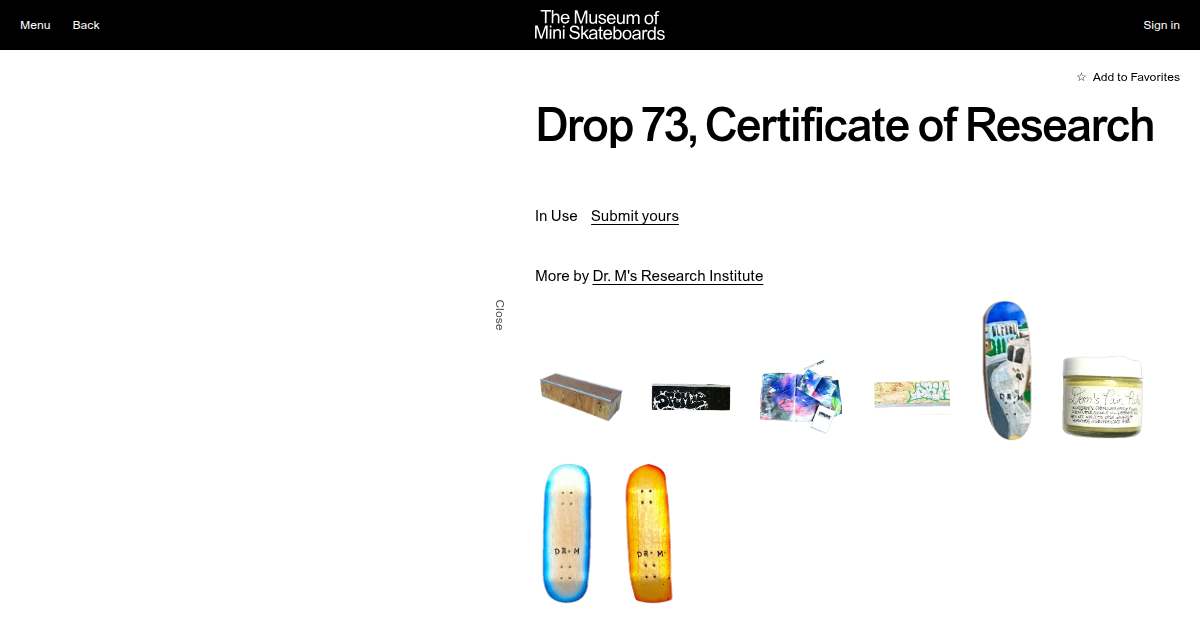 Menu
Back
The Museum of
Mini Skateboards
Sign in
☆ Add to Favorites
Drop 73, Certificate of Research
In Use
Submit yours
More by Dr. M's Research Institute
Close
DR·M
DR·M
DR·M